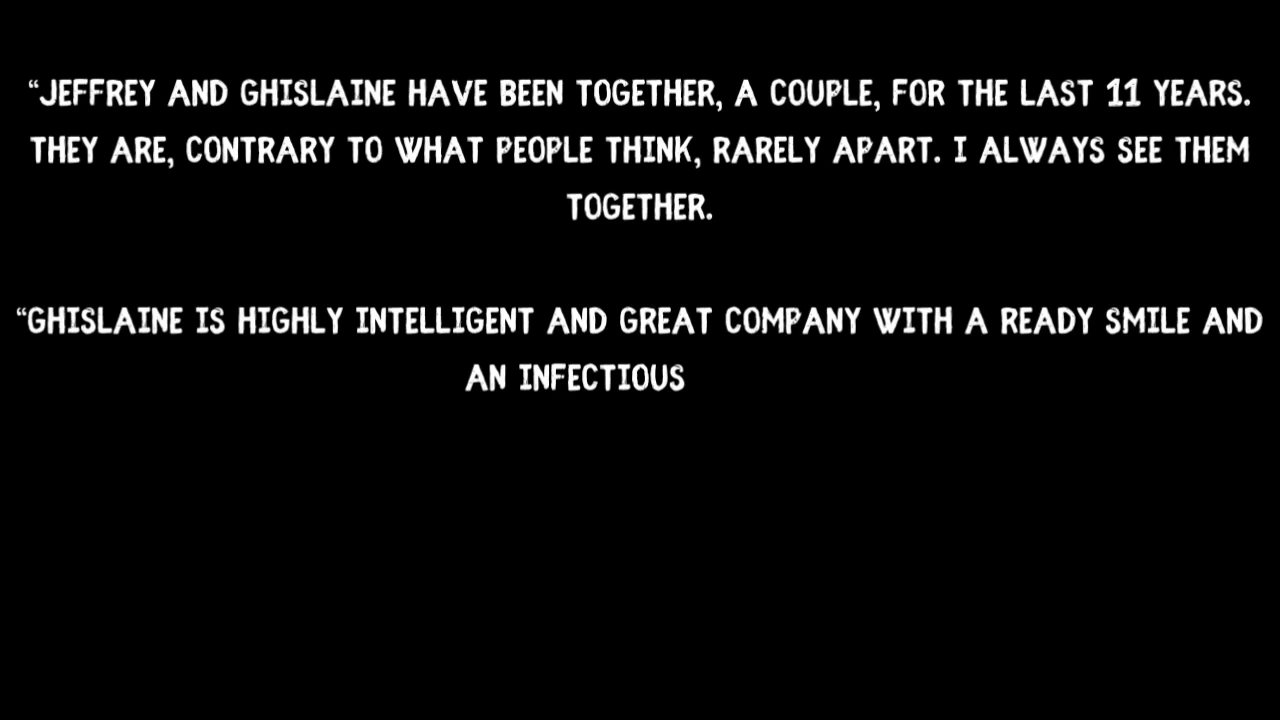 “JEFFREY AND GHISLAINE HAVE BEEN TOGETHER, A COUPLE, FOR THE LAST 11 YEARS.
THEY ARE, CONTRARY TO WHAT PEOPLE THINK, RARELY APART. I ALWAYS SEE THEM
TOGETHER.
“GHISLAINE IS HIGHLY INTELLIGENT AND GREAT COMPANY WITH A READY SMILE AND
AN INFECTIOUS